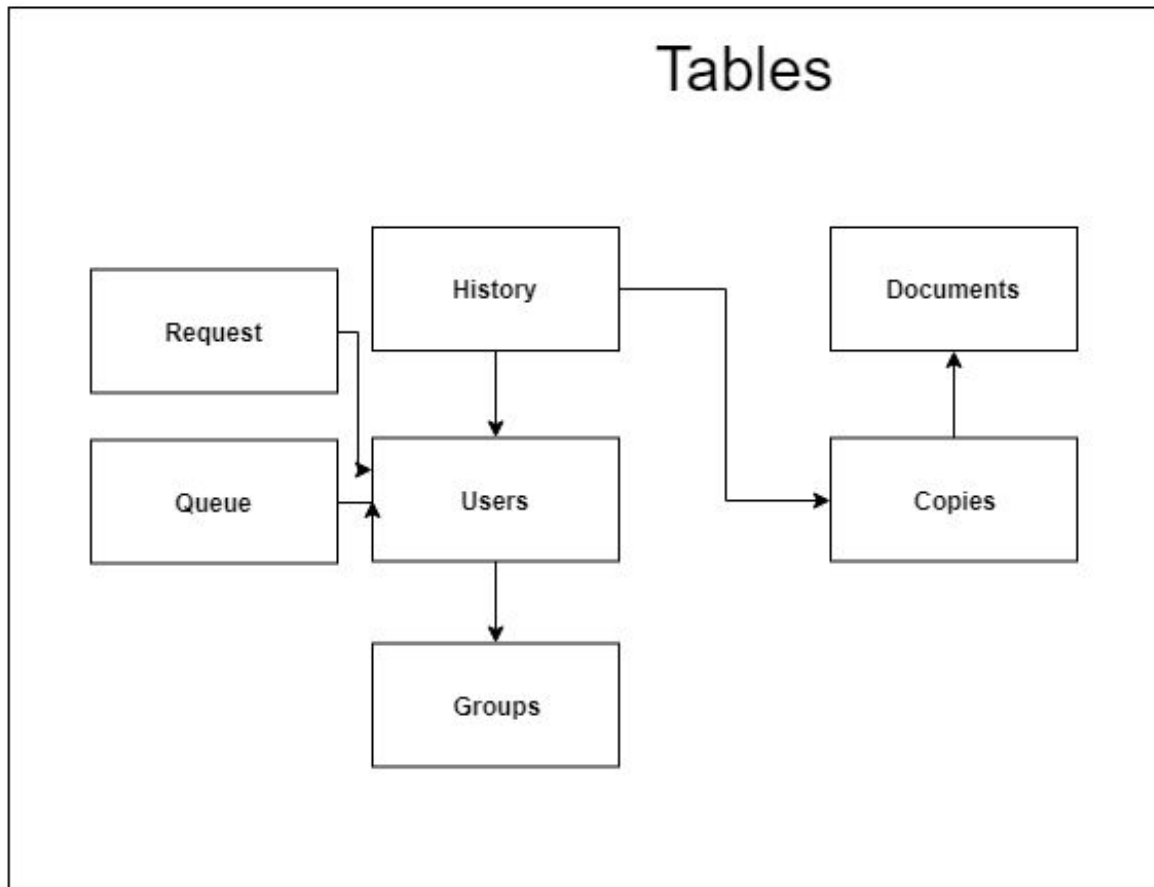 Tables
History
Documents
Request
Queue
Users
Copies
Groups